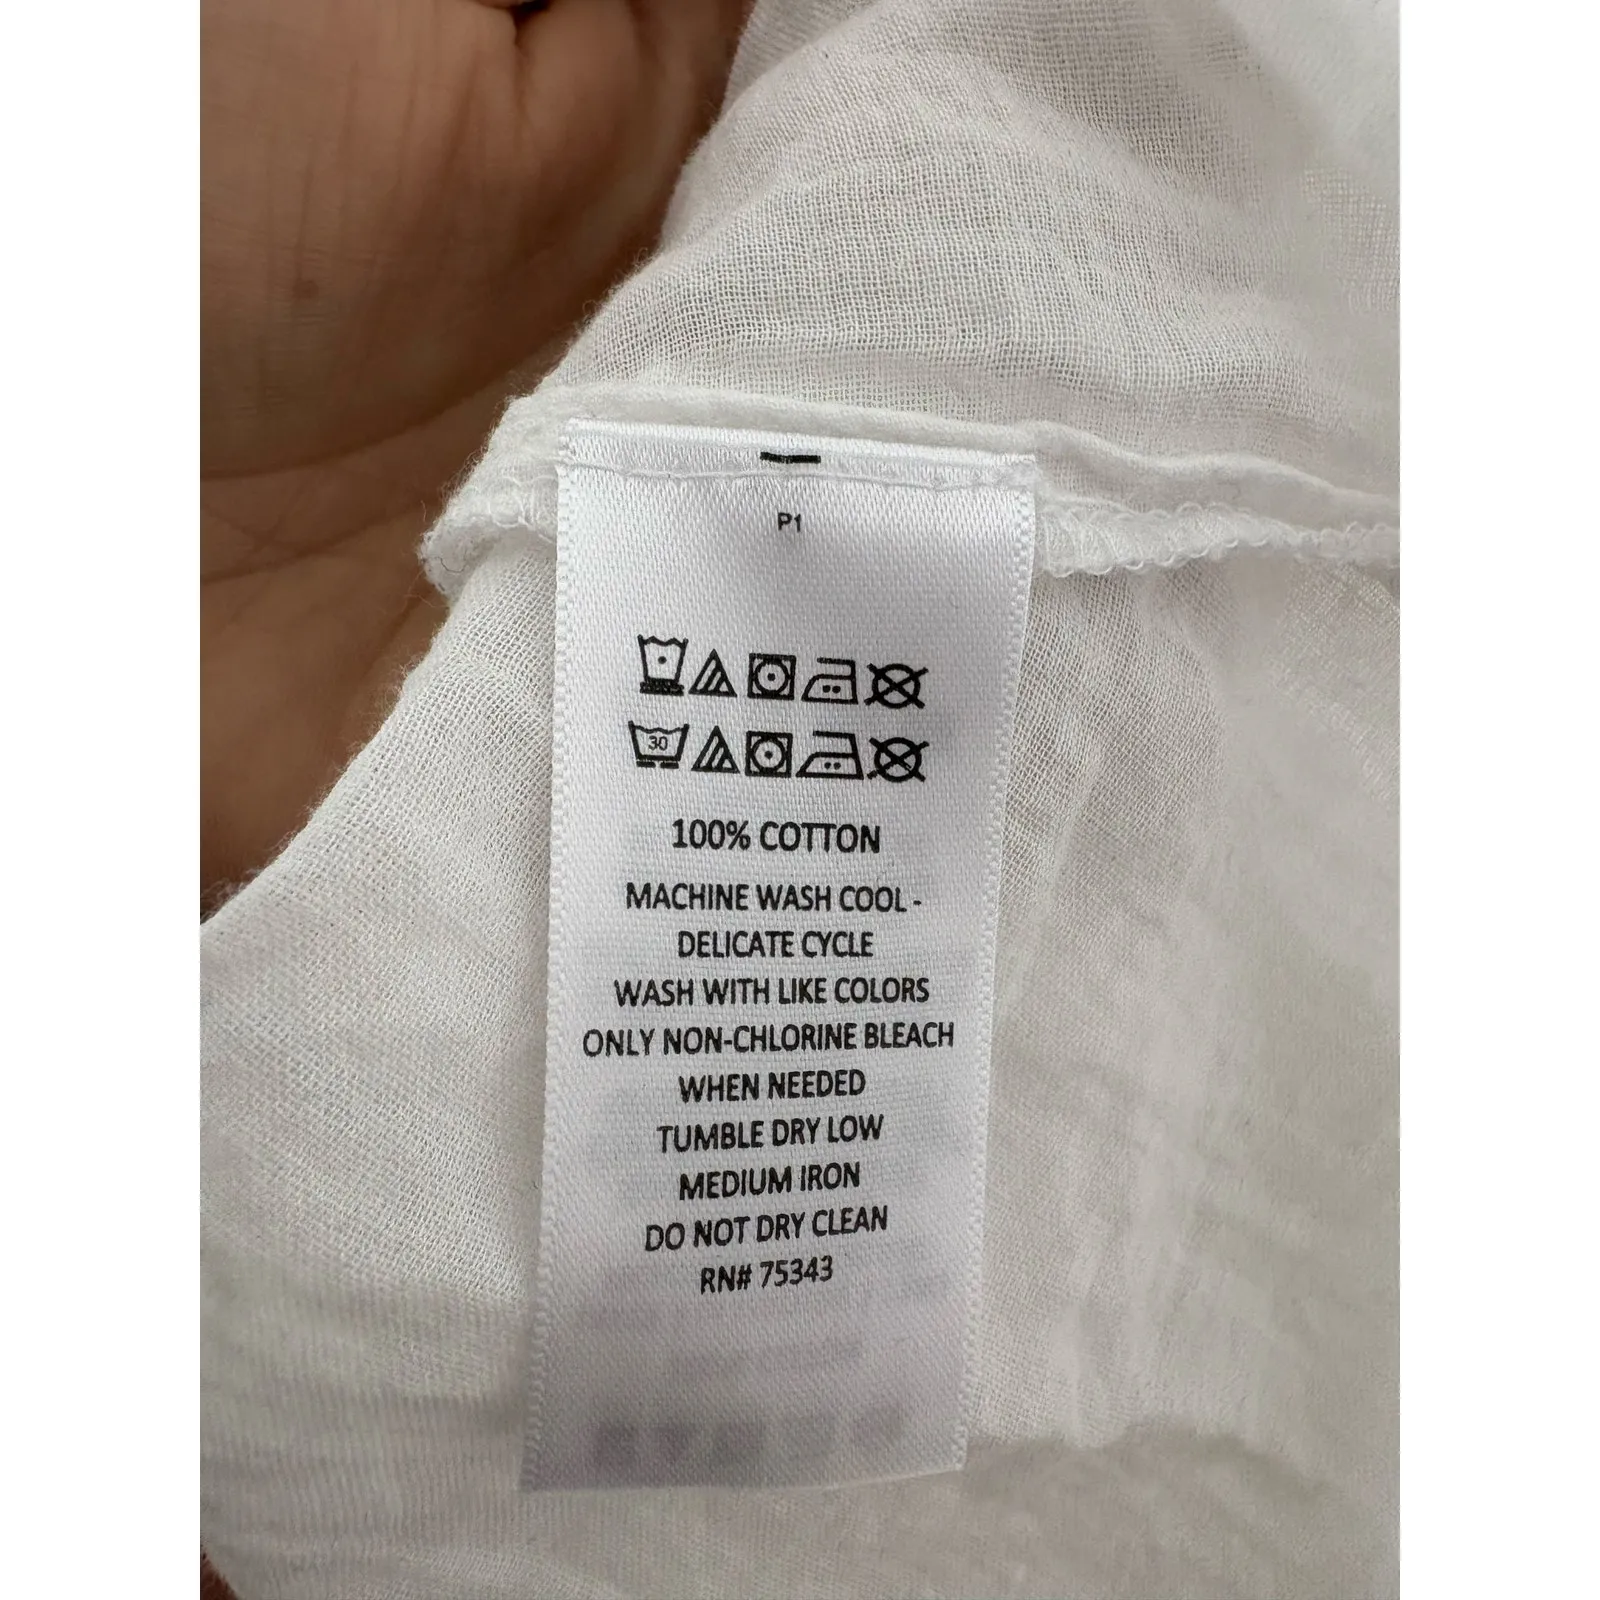 P1
30
100% COTTON
MACHINE WASH COOL -
DELICATE CYCLE
WASH WITH LIKE COLORS
ONLY NON-CHLORINE BLEACH
WHEN NEEDED
TUMBLE DRY LOW
MEDIUM IRON
DO NOT DRY CLEAN
RN# 75343